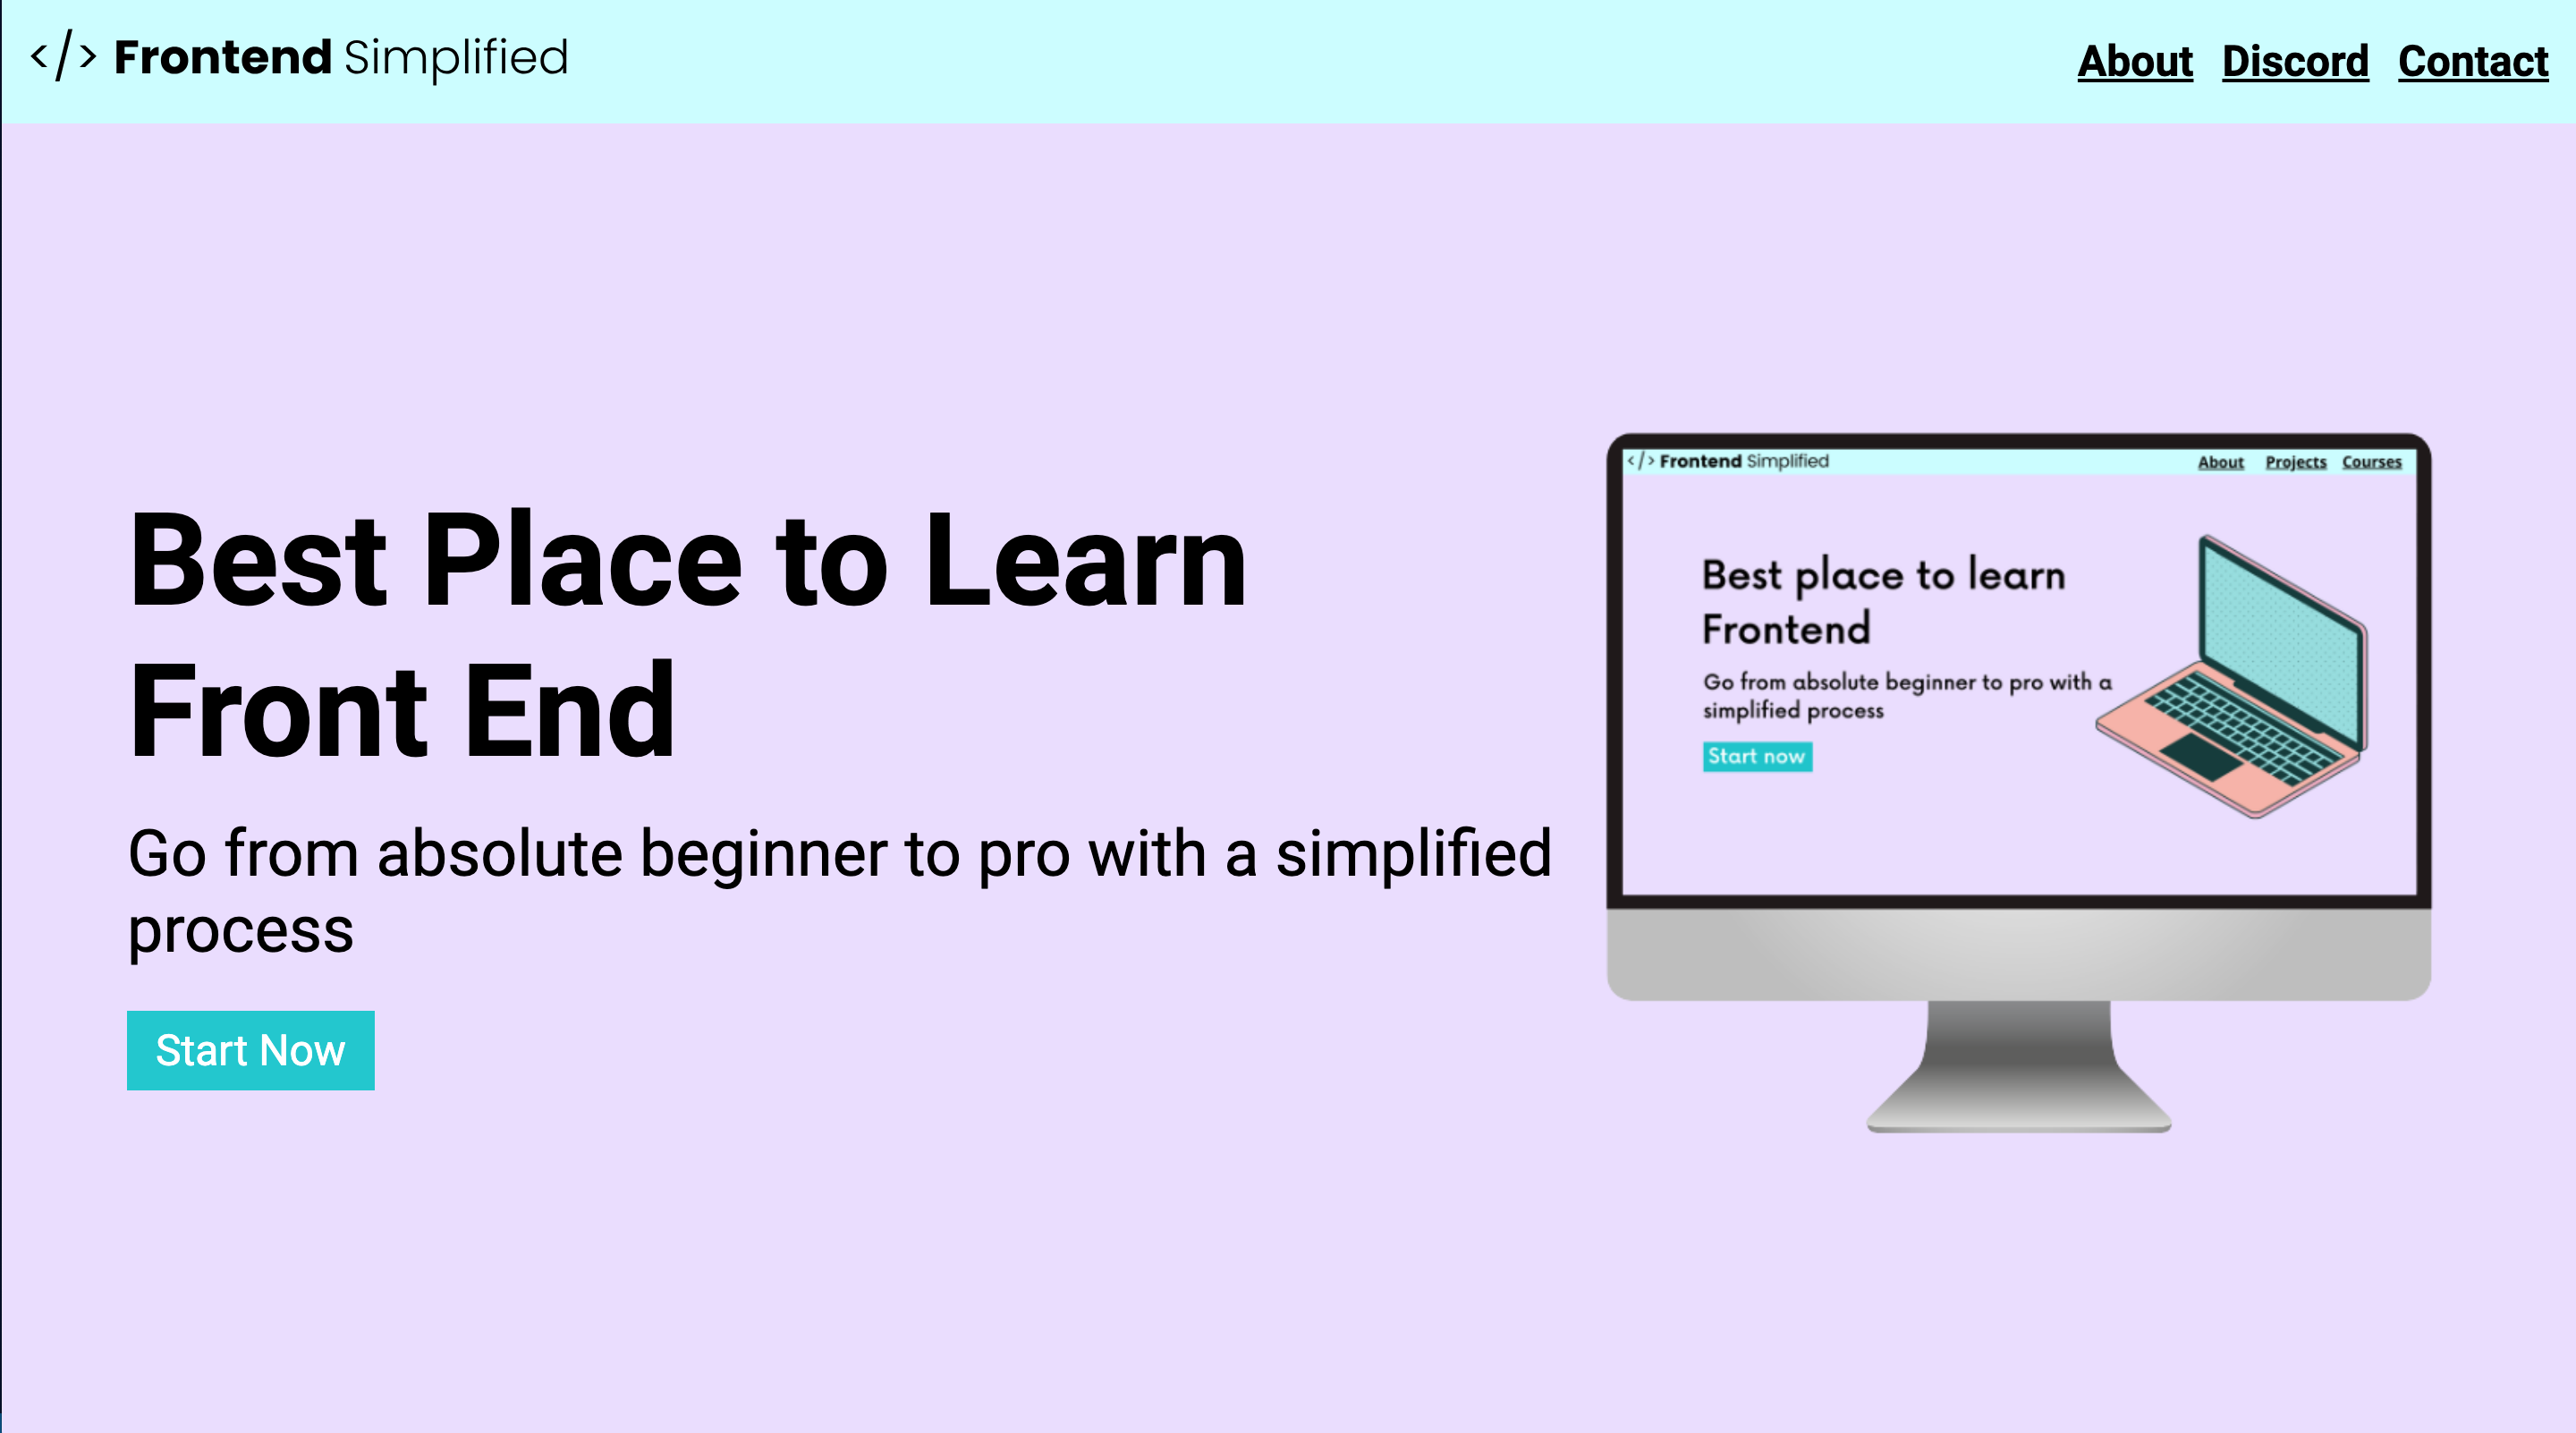 </> Frontend Simplified
About Discord Contact
Best Place to Learn
Front End
Go from absolute beginner to pro with a simplified
process
Start Now
</> Frontend Simplified
About Projects Courses
Best place to learn
Frontend
Go from absolute beginner to pro with a
simplified process
Start now